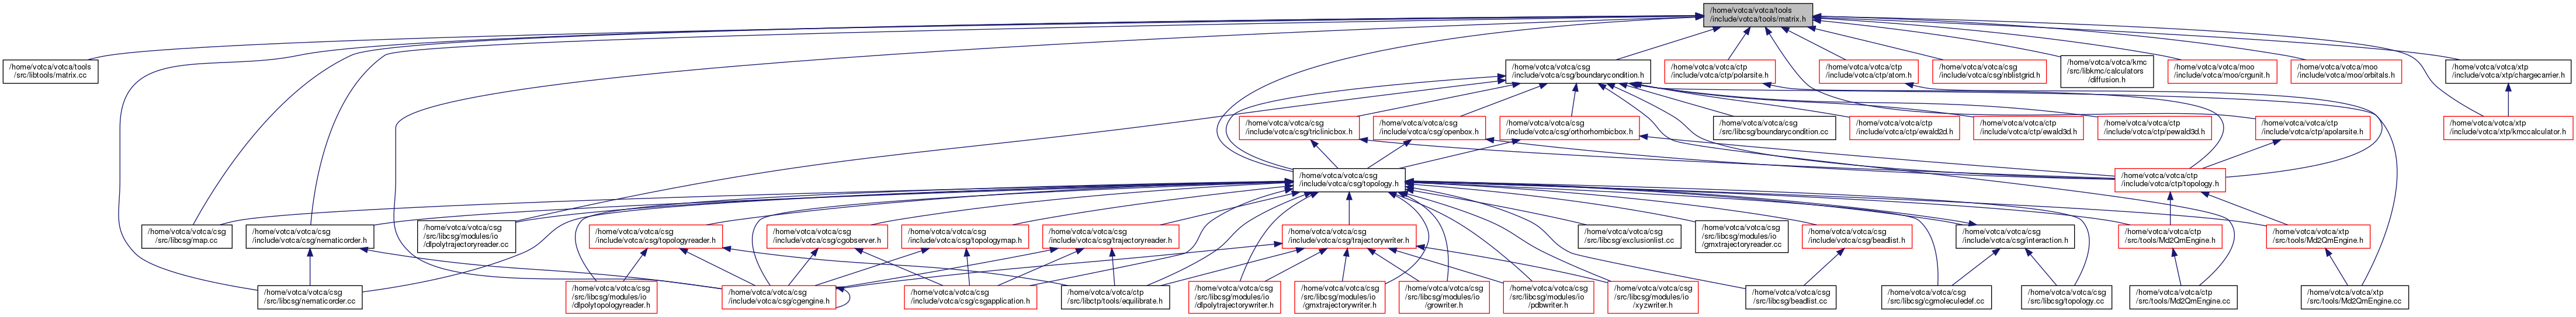 /home/votca/votca/tools
/include/votca/tools/matrix.h
/home/votca/votca/tools
/src/libtools/matrix.cc
/home/votca/votca/csg
/include/votca/csg/boundarycondition.h
/home/votca/votca/ctp
/include/votca/ctp/polarsite.h
/home/votca/votca/ctp
/include/votca/ctp/atom.h
/home/votca/votca/csg
/include/votca/csg/nblistgrid.h
/home/votca/votca/kmc
/src/libkmc/calculators
/diffusion.h
/home/votca/votca/moo
/include/votca/moo/crgunit.h
/home/votca/votca/moo
/include/votca/moo/orbitals.h
/home/votca/votca/xtp
/include/votca/xtp/chargecarrier.h
/home/votca/votca/csg
/include/votca/csg/triclinicbox.h
/home/votca/votca/csg
/include/votca/csg/openbox.h
/home/votca/votca/csg
/include/votca/csg/orthorhombicbox.h
/home/votca/votca/csg
/src/libcsg/boundarycondition.cc
/home/votca/votca/ctp
/include/votca/ctp/ewald2d.h
/home/votca/votca/ctp
/include/votca/ctp/ewald3d.h
/home/votca/votca/ctp
/include/votca/ctp/pewald3d.h
/home/votca/votca/ctp
/include/votca/ctp/apolarsite.h
/home/votca/votca/xtp
/include/votca/xtp/kmccalculator.h
/home/votca/votca/csg
/include/votca/csg/topology.h
/home/votca/votca/ctp
/include/votca/ctp/topology.h
/home/votca/votca/csg
/src/libcsg/map.cc
/home/votca/votca/csg
/include/votca/csg/nematicorder.h
/home/votca/votca/csg
/src/libcsg/modules/io
/dlpolytrajectoryreader.cc
/home/votca/votca/csg
/include/votca/csg/topologyreader.h
/home/votca/votca/csg
/include/votca/csg/cgobserver.h
/home/votca/votca/csg
/include/votca/csg/topologymap.h
/home/votca/votca/csg
/include/votca/csg/trajectoryreader.h
/home/votca/votca/csg
/include/votca/csg/trajectorywriter.h
/home/votca/votca/csg
/src/libcsg/exclusionlist.cc
/home/votca/votca/csg
/src/libcsg/modules/io
/gmxtrajectoryreader.cc
/home/votca/votca/csg
/include/votca/csg/beadlist.h
/home/votca/votca/csg
/include/votca/csg/interaction.h
/home/votca/votca/ctp
/src/tools/Md2QmEngine.h
/home/votca/votca/xtp
/src/tools/Md2QmEngine.h
/home/votca/votca/csg
/src/libcsg/nematicorder.cc
/home/votca/votca/csg
/src/libcsg/modules/io
/dlpolytopologyreader.h
/home/votca/votca/csg
/include/votca/csg/cgengine.h
/home/votca/votca/csg
/include/votca/csg/csgapplication.h
/home/votca/votca/ctp
/src/libctp/tools/equilibrate.h
/home/votca/votca/csg
/src/libcsg/modules/io
/dlpolytrajectorywriter.h
/home/votca/votca/csg
/src/libcsg/modules/io
/gmxtrajectorywriter.h
/home/votca/votca/csg
/src/libcsg/modules/io
/growriter.h
/home/votca/votca/csg
/src/libcsg/modules/io
/pdbwriter.h
/home/votca/votca/csg
/src/libcsg/modules/io
/xyzwriter.h
/home/votca/votca/csg
/src/libcsg/beadlist.cc
/home/votca/votca/csg
/src/libcsg/cgmoleculedef.cc
/home/votca/votca/csg
/src/libcsg/topology.cc
/home/votca/votca/ctp
/src/tools/Md2QmEngine.cc
/home/votca/votca/xtp
/src/tools/Md2QmEngine.cc